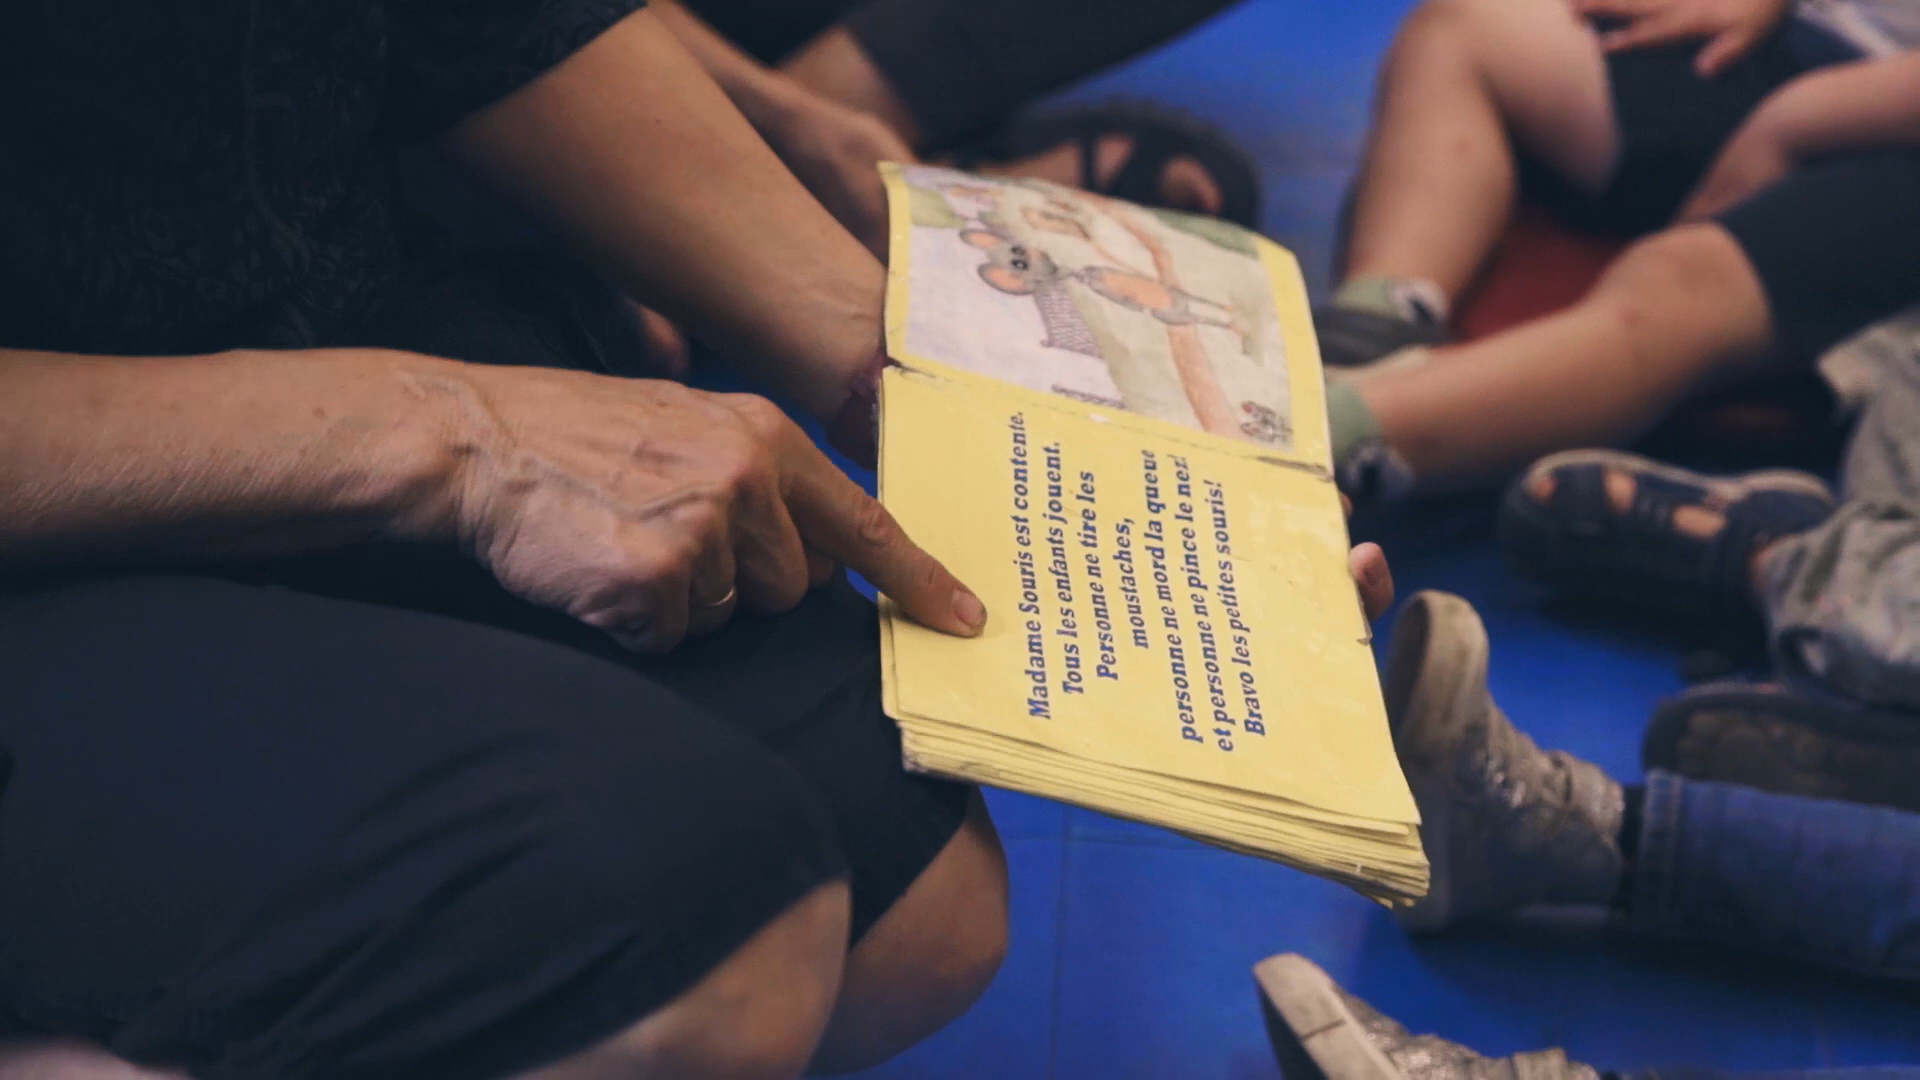 Madame Souris est contente.
Tous les enfants jouent.
Personne ne tire les
moustaches,
personne ne mord la queue
et personne ne pince le nez!
Bravo les petites souris!